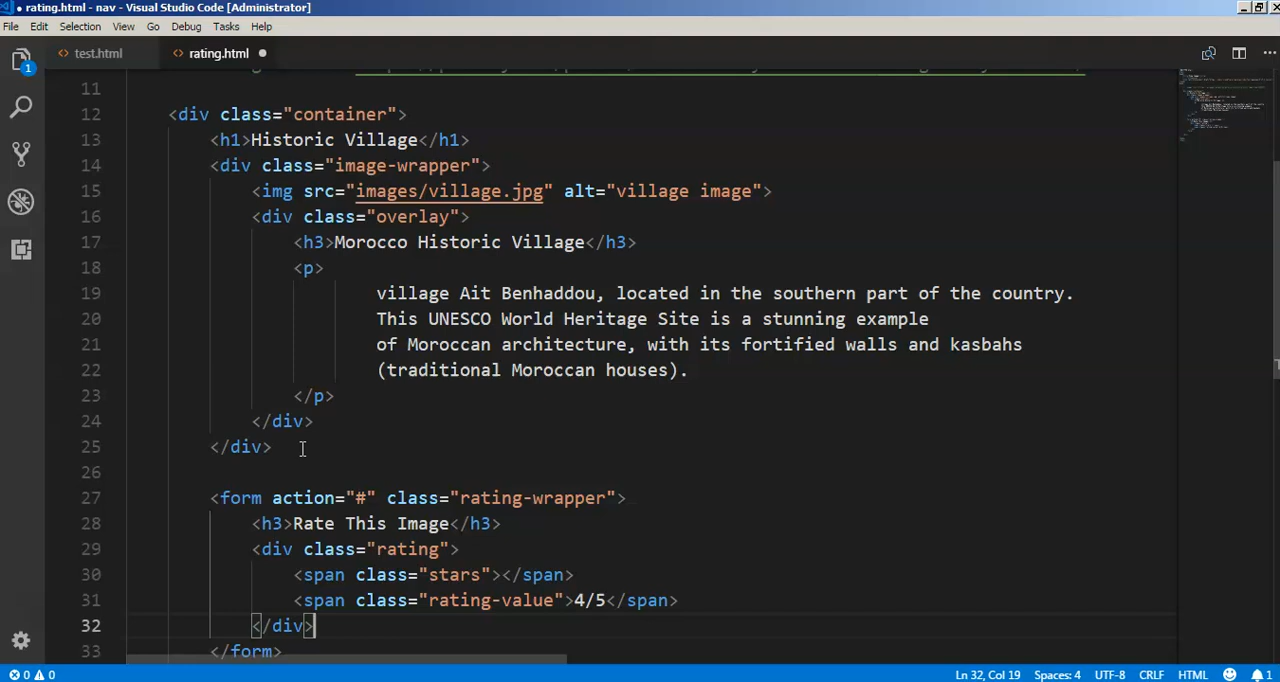 ● rating.html - nav - Visual Studio Code [Administrator]
File Edit Selection View Go Debug Tasks Help
<> test.html <> rating.html ●
11
12 <div class="container">
13 <h1>Historic Village</h1>
14 <div class="image-wrapper">
15 <img src="images/village.jpg" alt="village image">
16 <div class="overlay">
17 <h3>Morocco Historic Village</h3>
18 <p>
19 village Ait Benhaddou, located in the southern part of the country.
20 This UNESCO World Heritage Site is a stunning example
21 of Moroccan architecture, with its fortified walls and kasbahs
22 (traditional Moroccan houses).
23 </p>
24 </div>
25 </div>
26
27 <form action="#" class="rating-wrapper">
28 <h3>Rate This Image</h3>
29 <div class="rating">
30 <span class="stars"></span>
31 <span class="rating-value">4/5</span>
32 </div>
33 </form>
1
0 0 Ln 32, Col 19 Spaces: 4 UTF-8 CRLF HTML 1